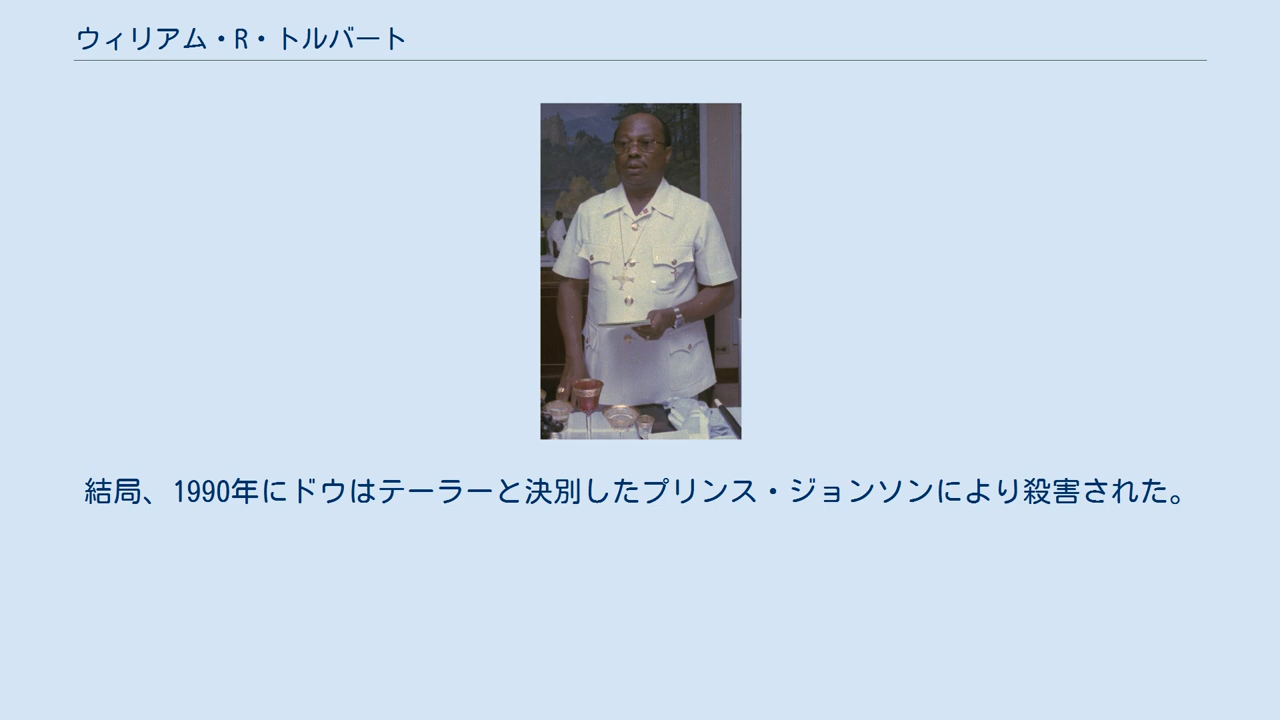 ウィリアム・R・トルバート
結局、1990年にドウはテーラーと決別したプリンス・ジョンソンにより殺害された。